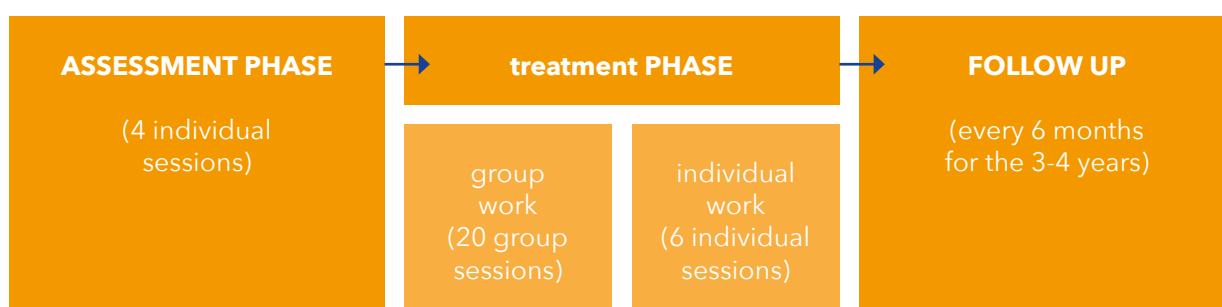 ASSESSMENT PHASE
(4 individual
sessions)
treatment PHASE
group
work
(20 group
sessions)
individual
work
(6 individual
sessions)
FOLLOW UP
(every 6 months
for the 3-4 years)